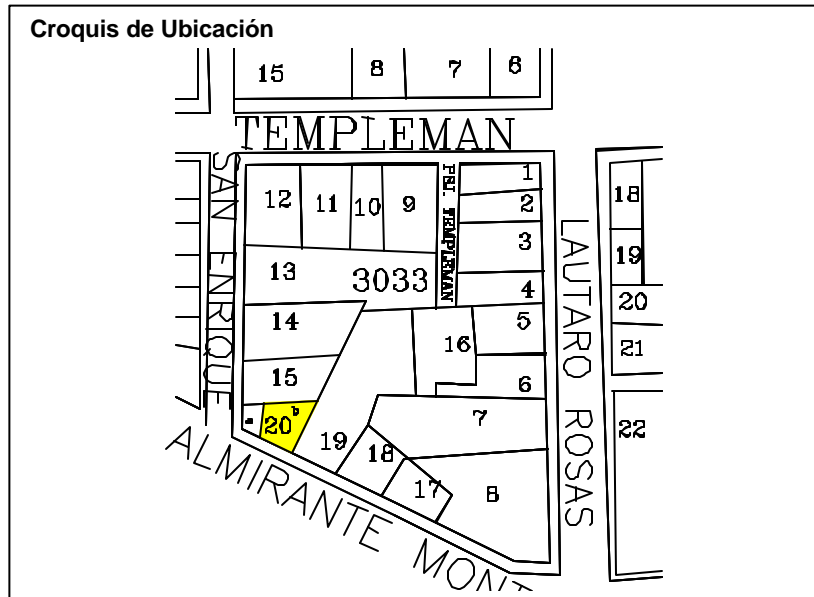 Croquis de Ubicación
15 8 7 6
TEMPLEMAN
SAN ENRIQUE
12 11 10 9
PSJ. TEMPLEMAN
1
2
3
4
13
3033
14
15
20 b
a
16
5
6
7
19
18
17
8
LAUTARO ROSAS
18
19
20
21
22
ALMIRANTE MONT